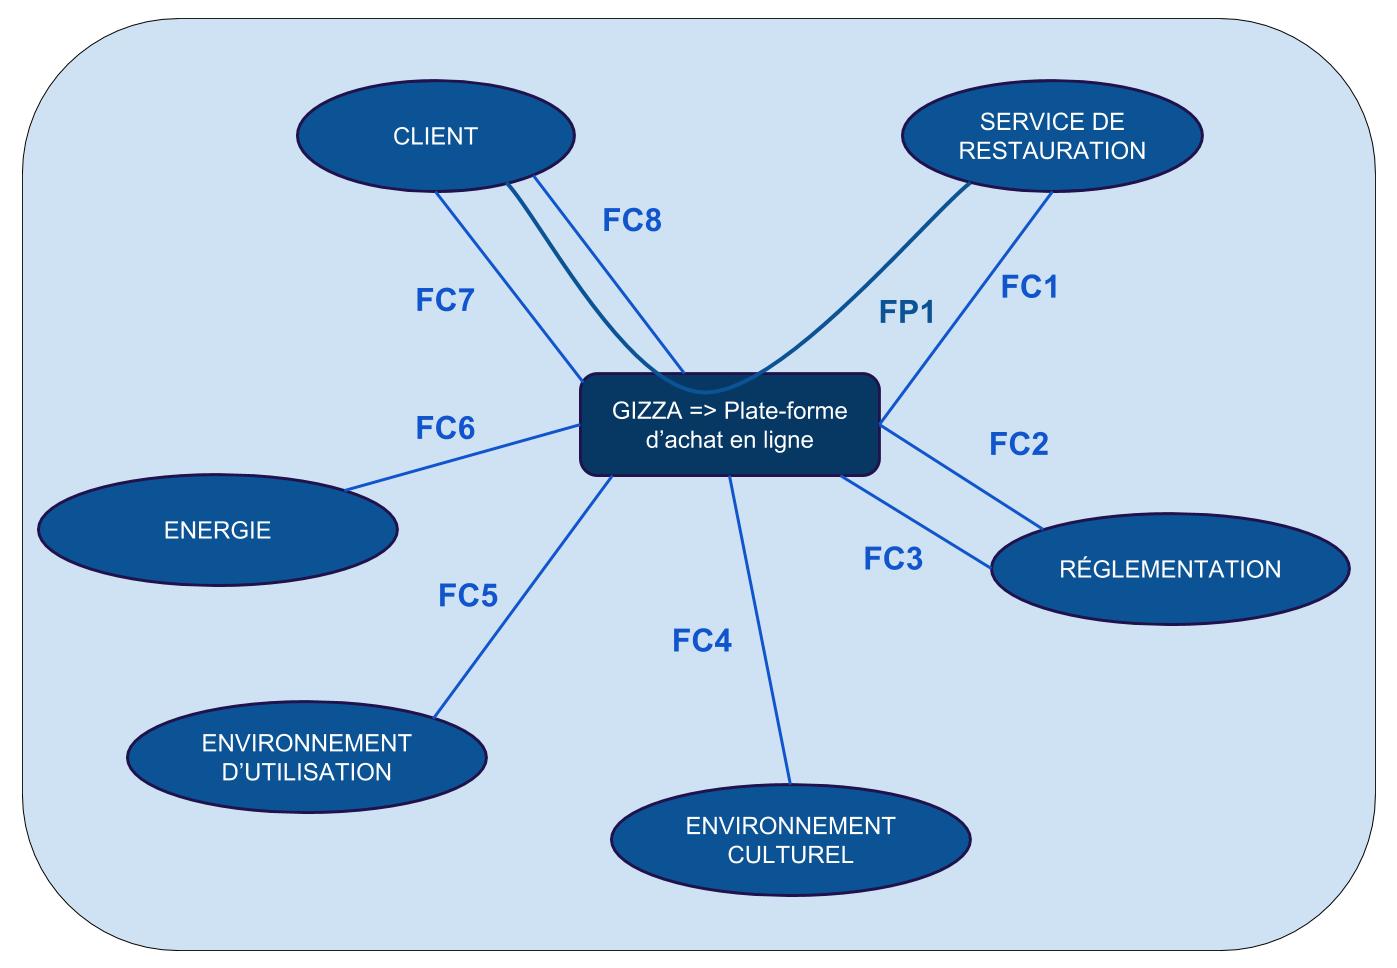 CLIENT
SERVICE DE
RESTAURATION
FC8
FC7
FC1
FP1
GIZZA => Plate-forme
d'achat en ligne
FC6
FC2
ENERGIE
FC3
RÉGLEMENTATION
FC5
FC4
ENVIRONNEMENT
D'UTILISATION
ENVIRONNEMENT
CULTUREL